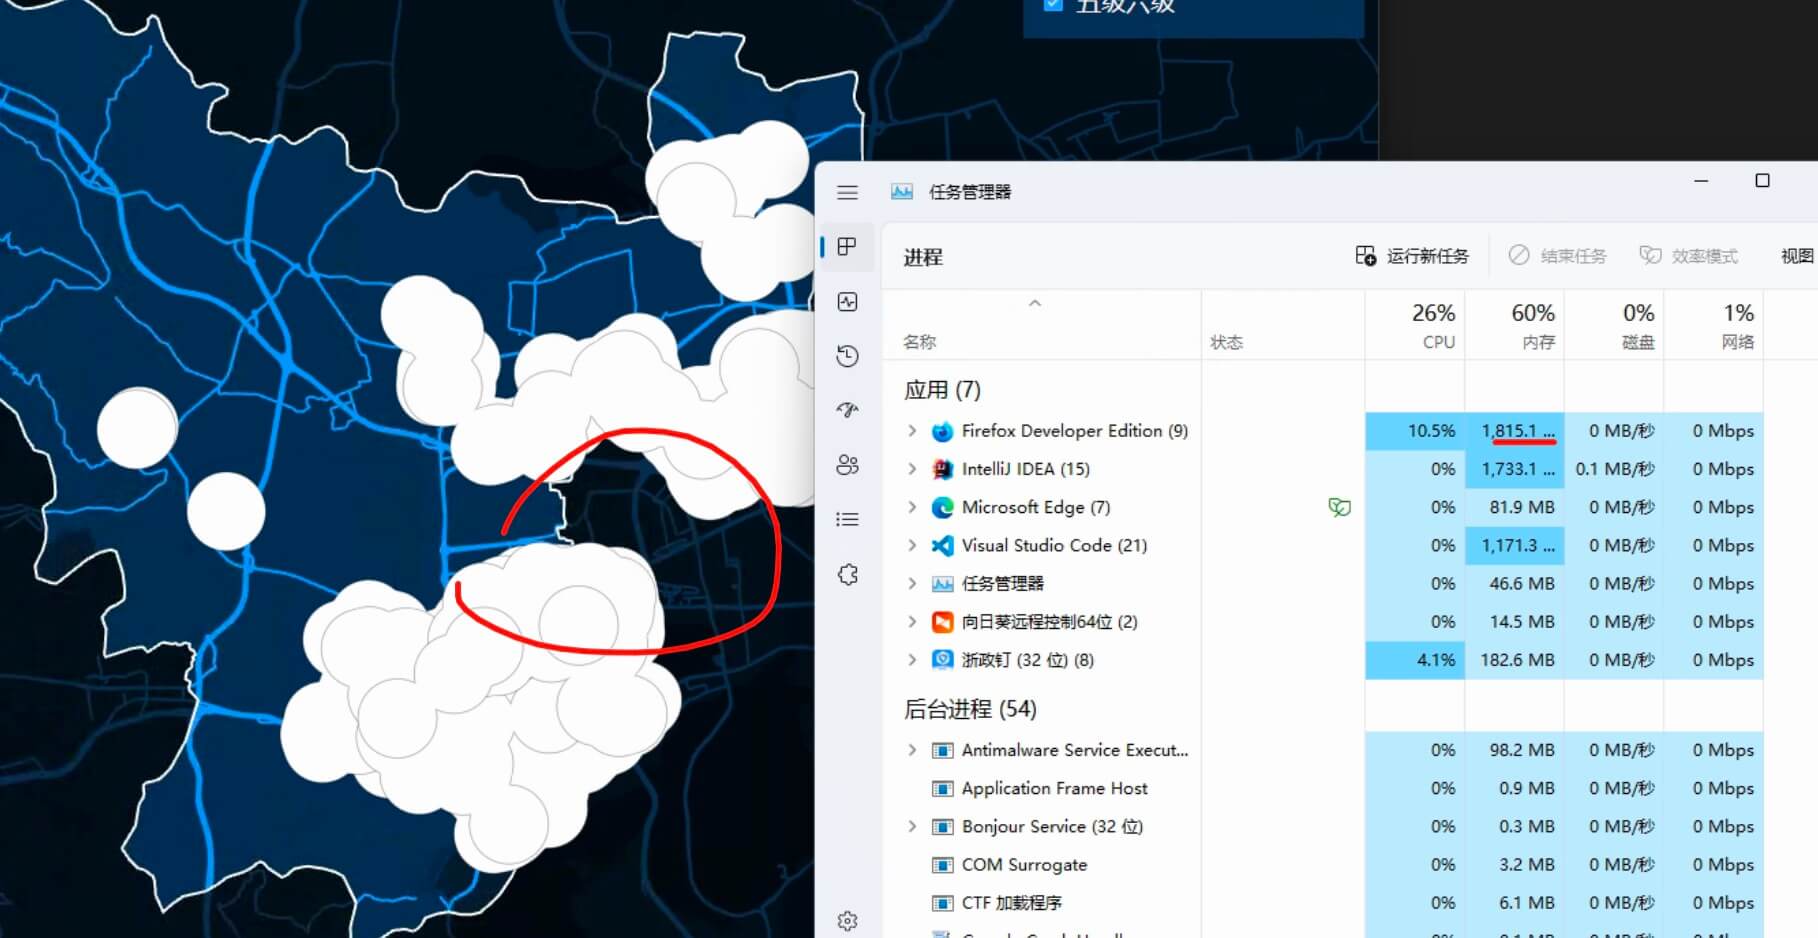 五级六级
任务管理器
进程
运行新任务
结束任务
效率模式
视图
名称
状态
26%
CPU
60%
内存
0%
磁盘
1%
网络
应用 (7)
Firefox Developer Edition (9) 10.5% 1,815.1 ... 0 MB/秒 0 Mbps
IntelliJ IDEA (15) 0% 1,733.1 ... 0.1 MB/秒 0 Mbps
Microsoft Edge (7) 0% 81.9 MB 0 MB/秒 0 Mbps
Visual Studio Code (21) 0% 1,171.3 ... 0 MB/秒 0 Mbps
任务管理器 0% 46.6 MB 0 MB/秒 0 Mbps
向日葵远程控制64位 (2) 0% 14.5 MB 0 MB/秒 0 Mbps
浙政钉 (32 位) (8) 4.1% 182.6 MB 0 MB/秒 0 Mbps
后台进程 (54)
Antimalware Service Execut... 0% 98.2 MB 0 MB/秒 0 Mbps
Application Frame Host 0% 0.9 MB 0 MB/秒 0 Mbps
Bonjour Service (32 位) 0% 0.3 MB 0 MB/秒 0 Mbps
COM Surrogate 0% 3.2 MB 0 MB/秒 0 Mbps
CTF 加载程序 0% 6.1 MB 0 MB/秒 0 Mbps